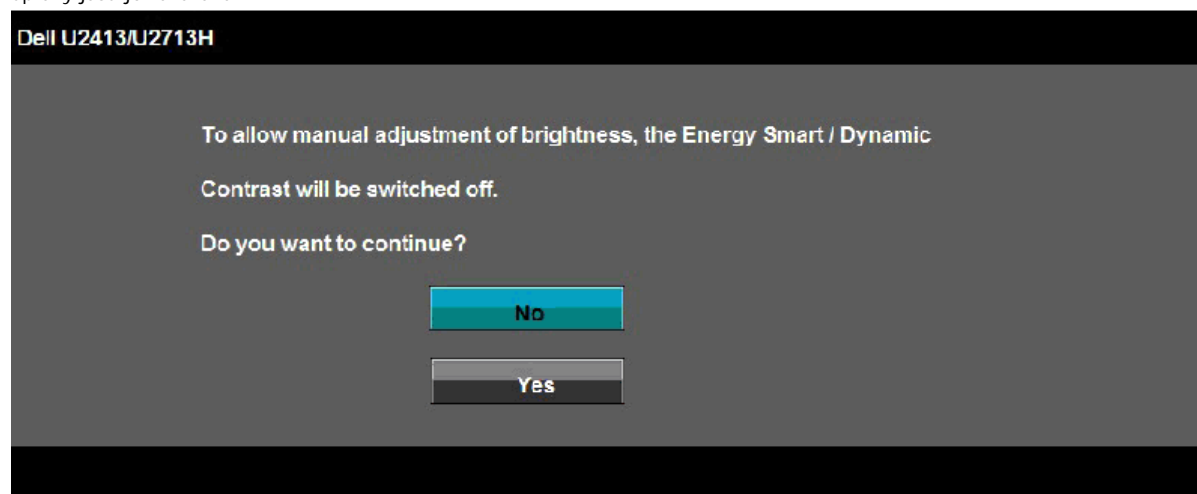 Dell U2413/U2713H
To allow manual adjustment of brightness, the Energy Smart / Dynamic
Contrast will be switched off.
Do you want to continue?
No
Yes